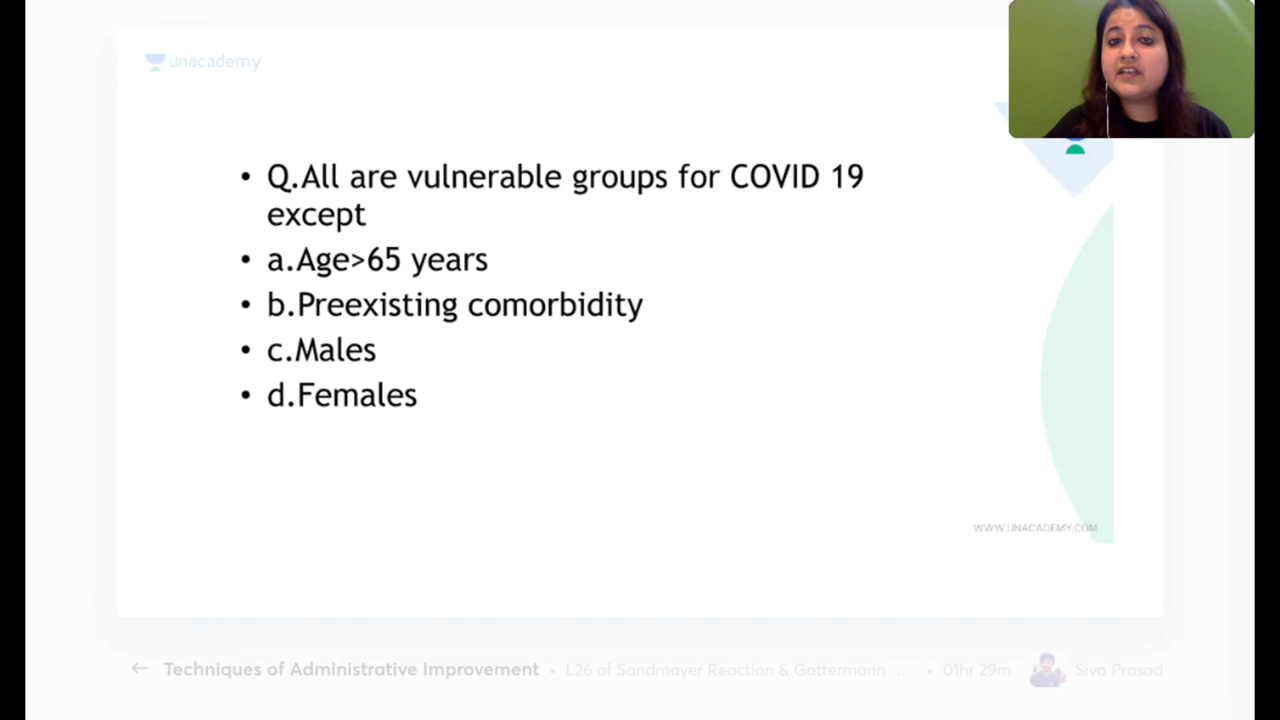 unacademy
• Q.All are vulnerable groups for COVID 19
except
• a.Age>65 years
• b.Preexisting comorbidity
• c.Males
• d.Females
WWW.UNACADEMY.COM
← Techniques of Administrative Improvement • L26 of Sandmayer Reaction & Gattermann ... • 01hr 29m Siva Prasad